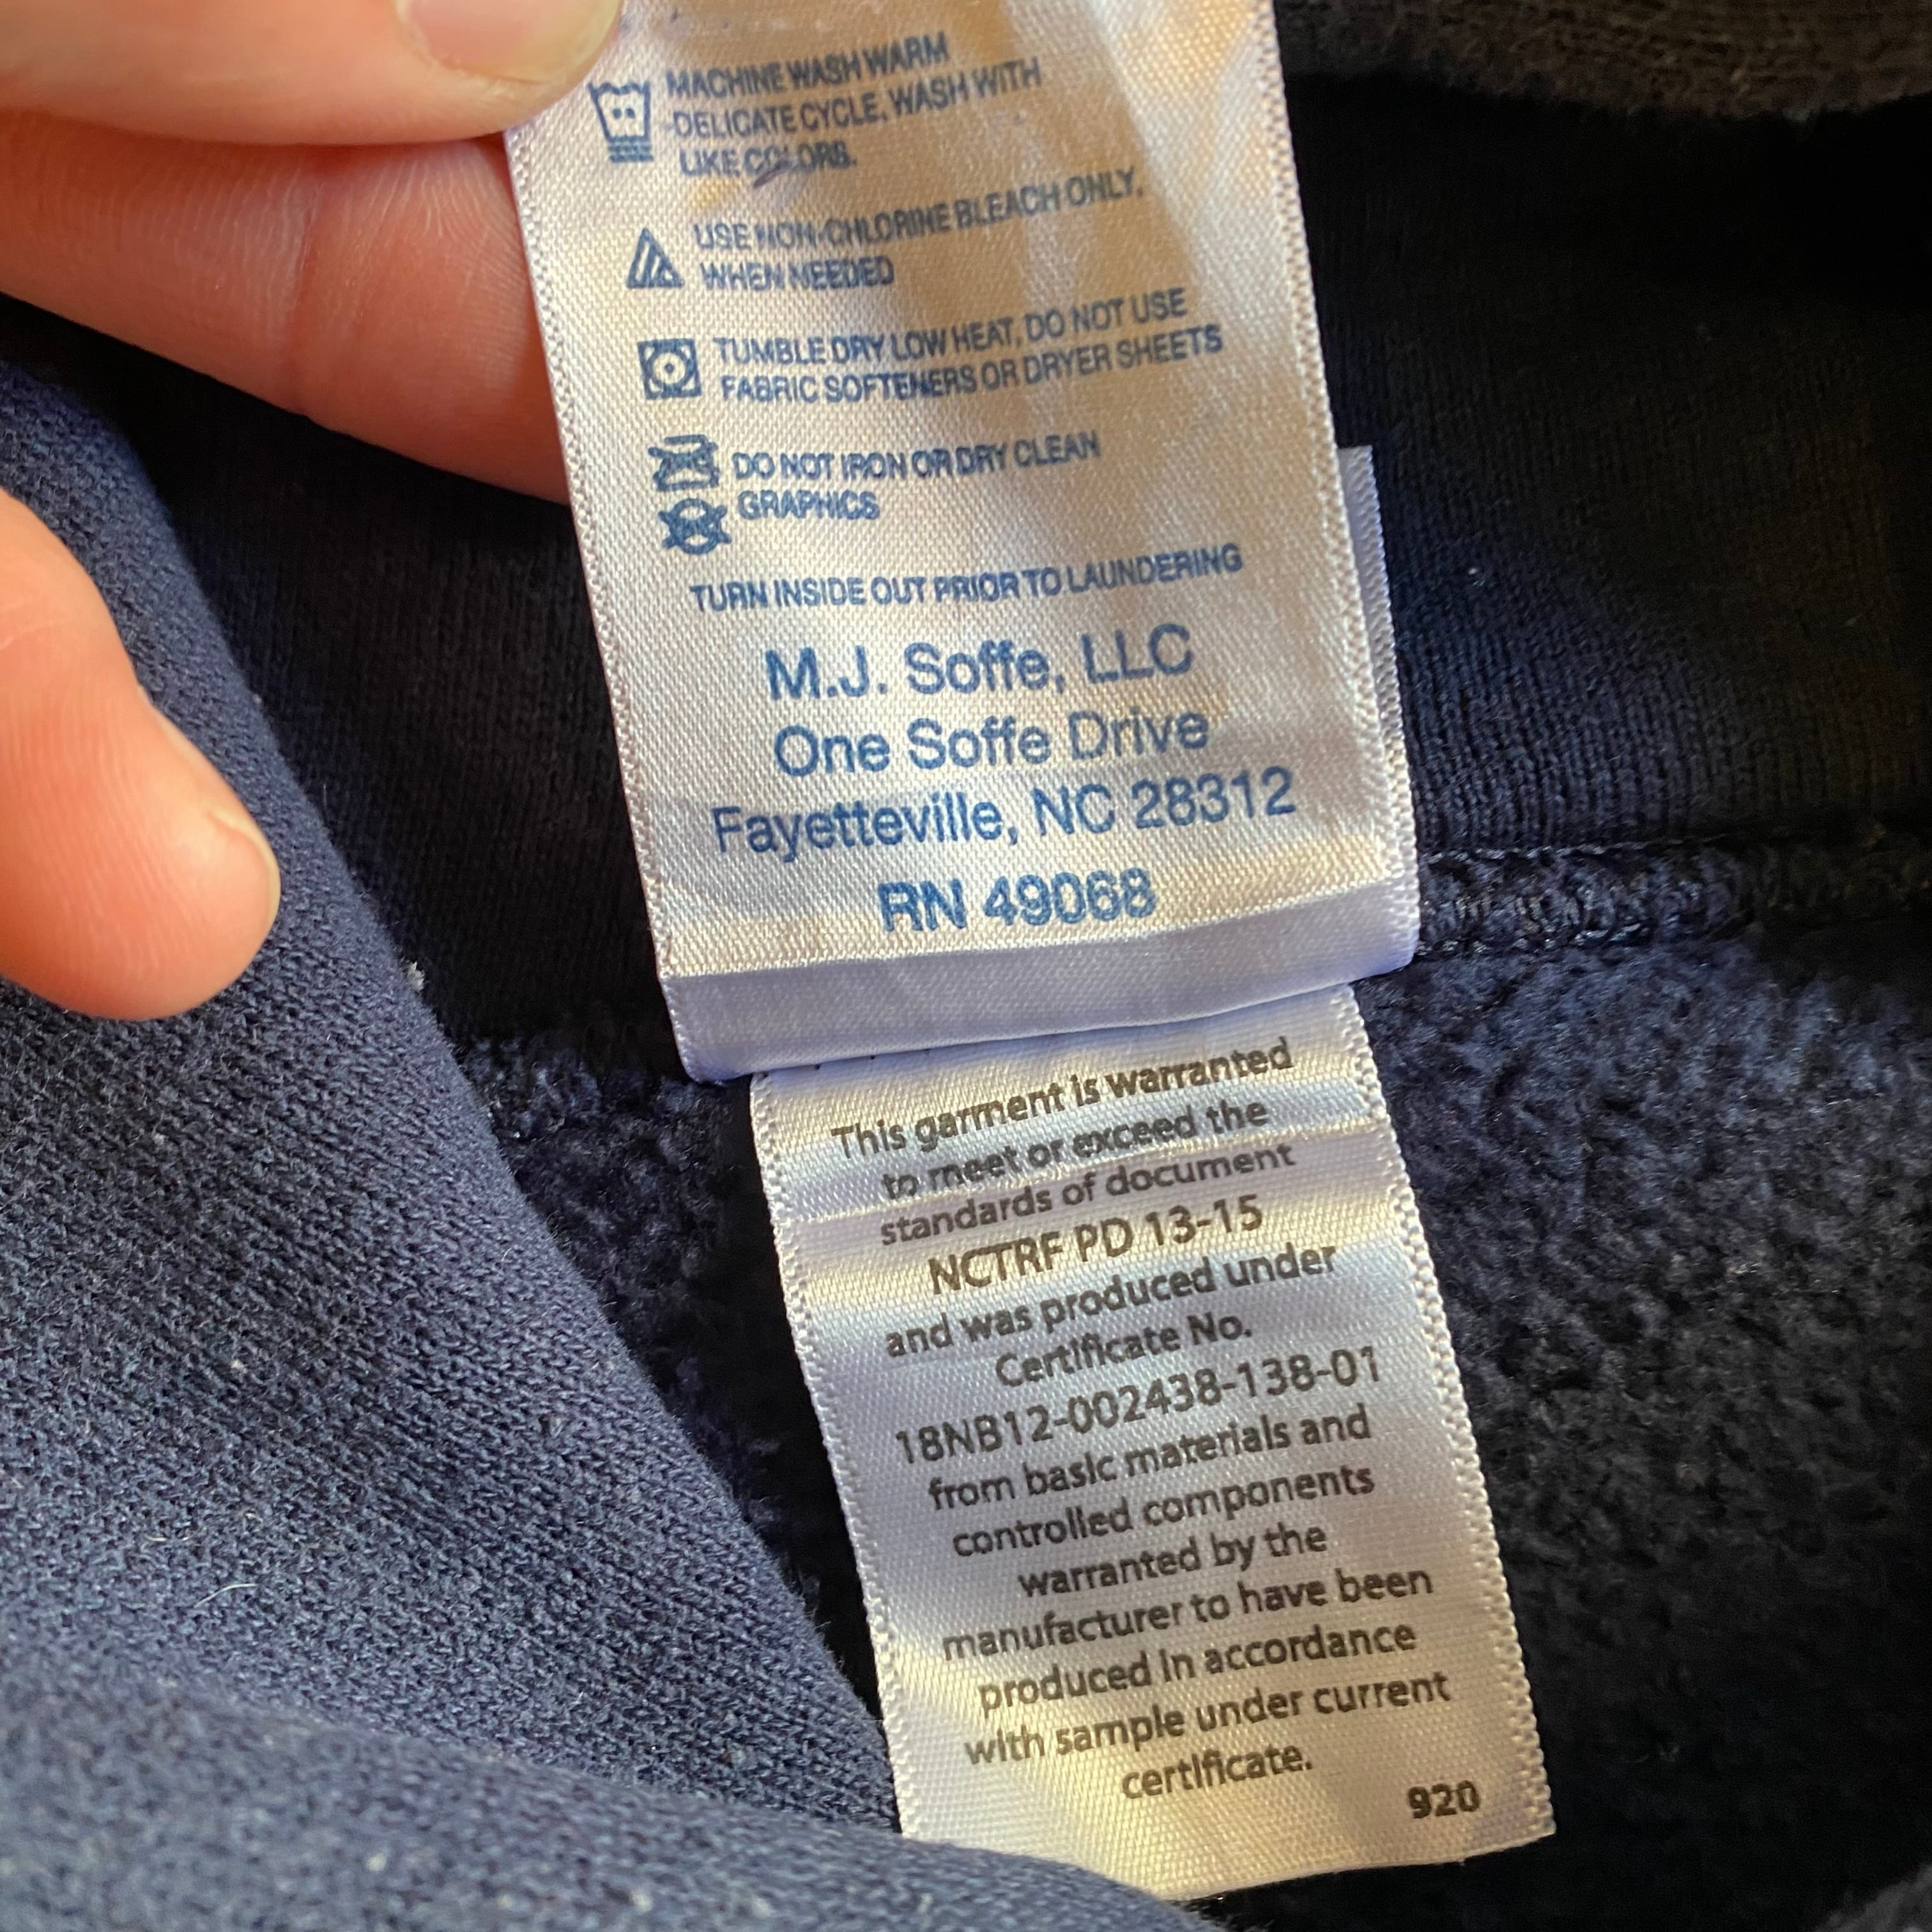 MACHINE WASH WARM
DELICATE CYCLE, WASH WITH
LIKE COLORS.
USE NON-CHLORINE BLEACH ONLY,
WHEN NEEDED
TUMBLE DRY LOW HEAT, DO NOT USE
FABRIC SOFTENERS OR DRYER SHEETS
DO NOT IRON OR DRY CLEAN
GRAPHICS
TURN INSIDE OUT PRIOR TO LAUNDERING
M.J. Soffe, LLC
One Soffe Drive
Fayetteville, NC 28312
RN 49068
This garment is warranted
to meet or exceed the
standards of document
NCTRF PD 13-15
and was produced under
Certificate No.
18NB12-002438-138-01
from basic materials and
controlled components
warranted by the
manufacturer to have been
produced in accordance
with sample under current
certificate.
920